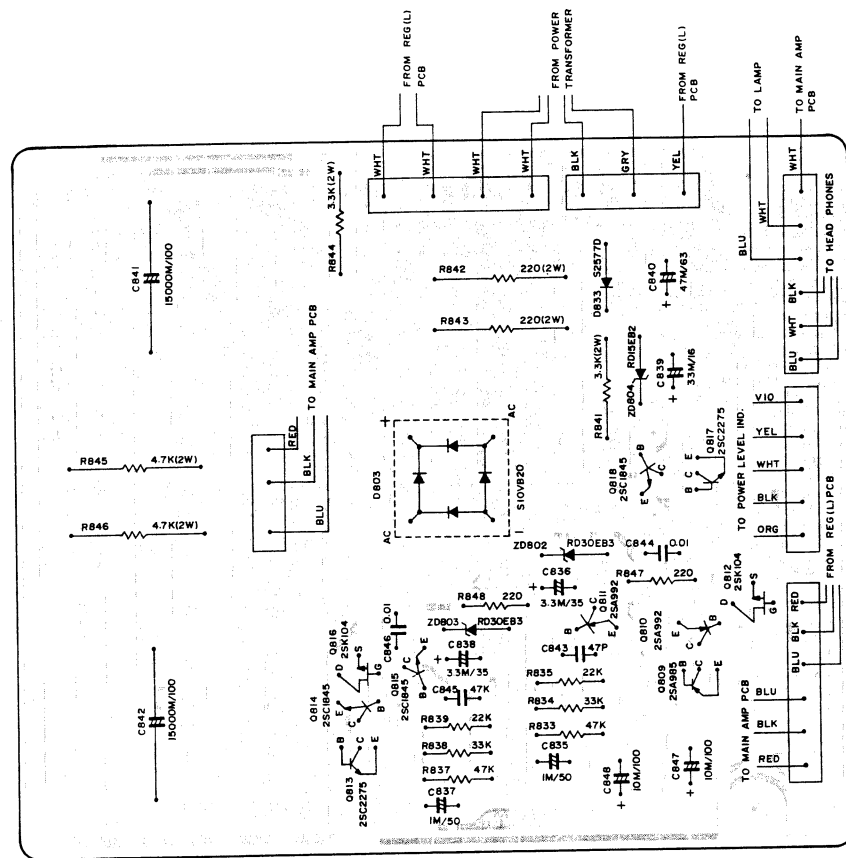 FROM REG(L)
PCB
FROM POWER
TRANSFORMER
FROM REG(L)
PCB
TO LAMP
TO MAIN AMP
PCB
WHT
WHT
WHT
WHT
BLK
GRY
YEL
WHT
WHT
BLU
TO HEAD PHONES
BLK
WHT
BLU
C841
15000M/100
R844
3.3K(2W)
R842
220(2W)
R843
220(2W)
D833
S2577D
C840
47M/63
+
R841
3.3K(2W)
ZD804
RD15EB2
C839
33M/16
+
TO MAIN AMP PCB
RED
BLK
BLU
R845
4.7K(2W)
R846
4.7K(2W)
D803
S10VB20
+
AC
AC
-
Q818
2SC1845
B
C
E
Q817
2SC2275
E
C
B
TO POWER LEVEL IND.
VIO
YEL
WHT
BLK
ORG
ZD802
RD30EB3
C844
0.01
C836
3.3M/35
+
R847
220
R848
220
Q811
2SA992
B
C
E
Q812
2SK104
D
S
G
FROM REG(L)PCB
RED
BLK
BLU
Q816
2SK104
D
S
G
C846
0.01
ZD803
RD30EB3
C838
3.3M/35
+
Q815
2SC1845
C
E
B
C843
47P
Q810
2SA992
E
B
C
Q814
2SC1845
E
C
B
C845
47K
R835
22K
Q809
2SA985
B
C
E
C842
15000M/100
R839
22K
R834
33K
R838
33K
R833
47K
R837
47K
Q813
2SC2275
B
C
E
C835
1M/50
C837
1M/50
+
C848
10M/100
+
C847
10M/100
+
TO MAIN AMP PCB
BLU
BLK
RED